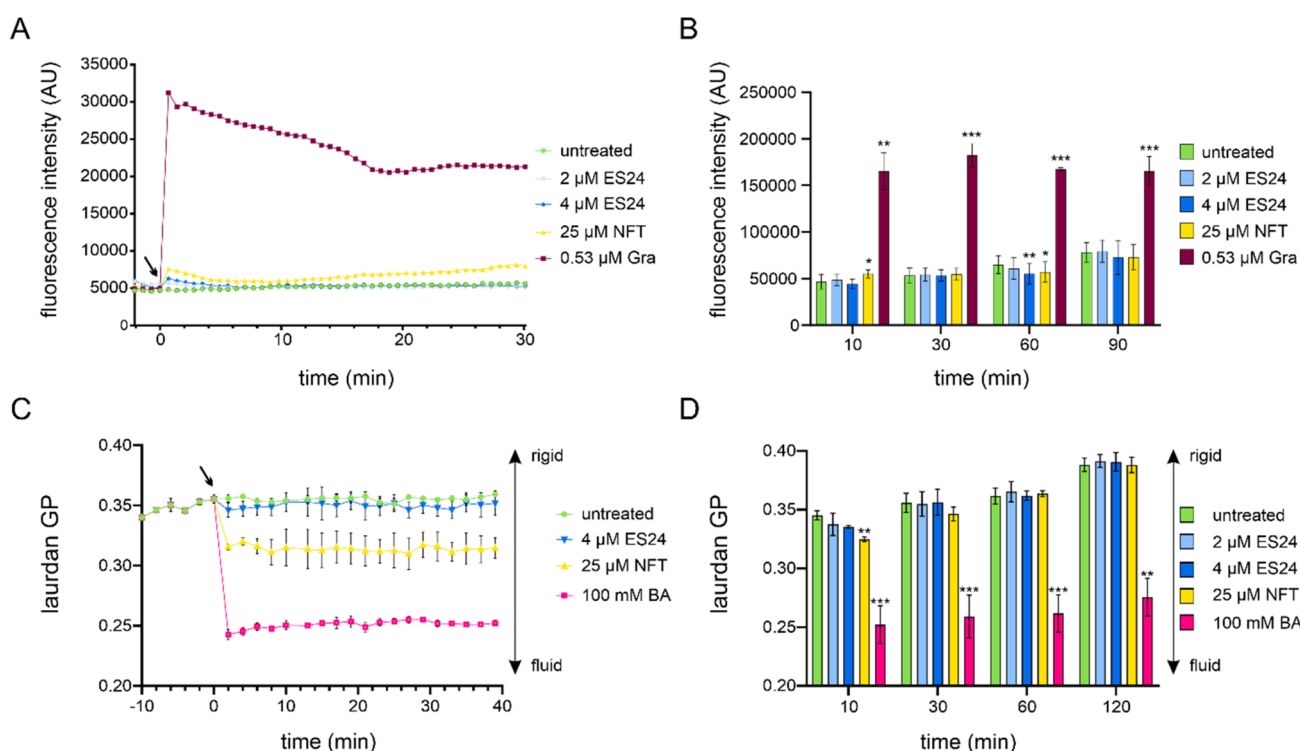 A
fluorescence intensity (AU)
35000
30000
25000
20000
15000
10000
5000
0
0 10 20 30
time (min)
untreated
2 µM ES24
4 µM ES24
25 µM NFT
0.53 µM Gra
B
fluorescence intensity (AU)
250000
200000
150000
100000
50000
0
** *** *** ***
* ** *
10 30 60 90
time (min)
untreated
2 µM ES24
4 µM ES24
25 µM NFT
0.53 µM Gra
C
laurdan GP
0.40
0.35
0.30
0.25
0.20
-10 0 10 20 30 40
time (min)
rigid
fluid
untreated
4 µM ES24
25 µM NFT
100 mM BA
D
laurdan GP
0.40
0.35
0.30
0.25
0.20
** *** *** *** **
10 30 60 120
time (min)
rigid
fluid
untreated
2 µM ES24
4 µM ES24
25 µM NFT
100 mM BA